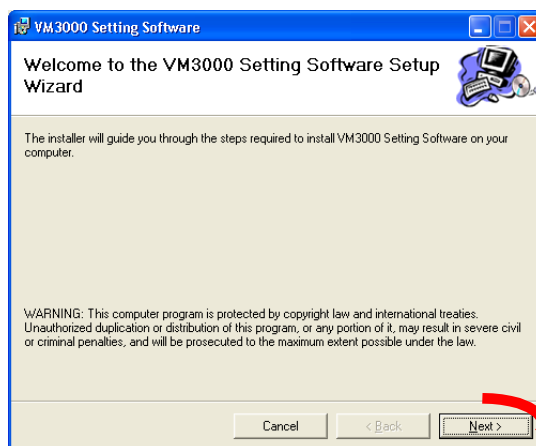 VM3000 Setting Software
Welcome to the VM3000 Setting Software Setup
Wizard
The installer will guide you through the steps required to install VM3000 Setting Software on your
computer.
WARNING: This computer program is protected by copyright law and international treaties.
Unauthorized duplication or distribution of this program, or any portion of it, may result in severe civil
or criminal penalties, and will be prosecuted to the maximum extent possible under the law.
Cancel < Back Next >